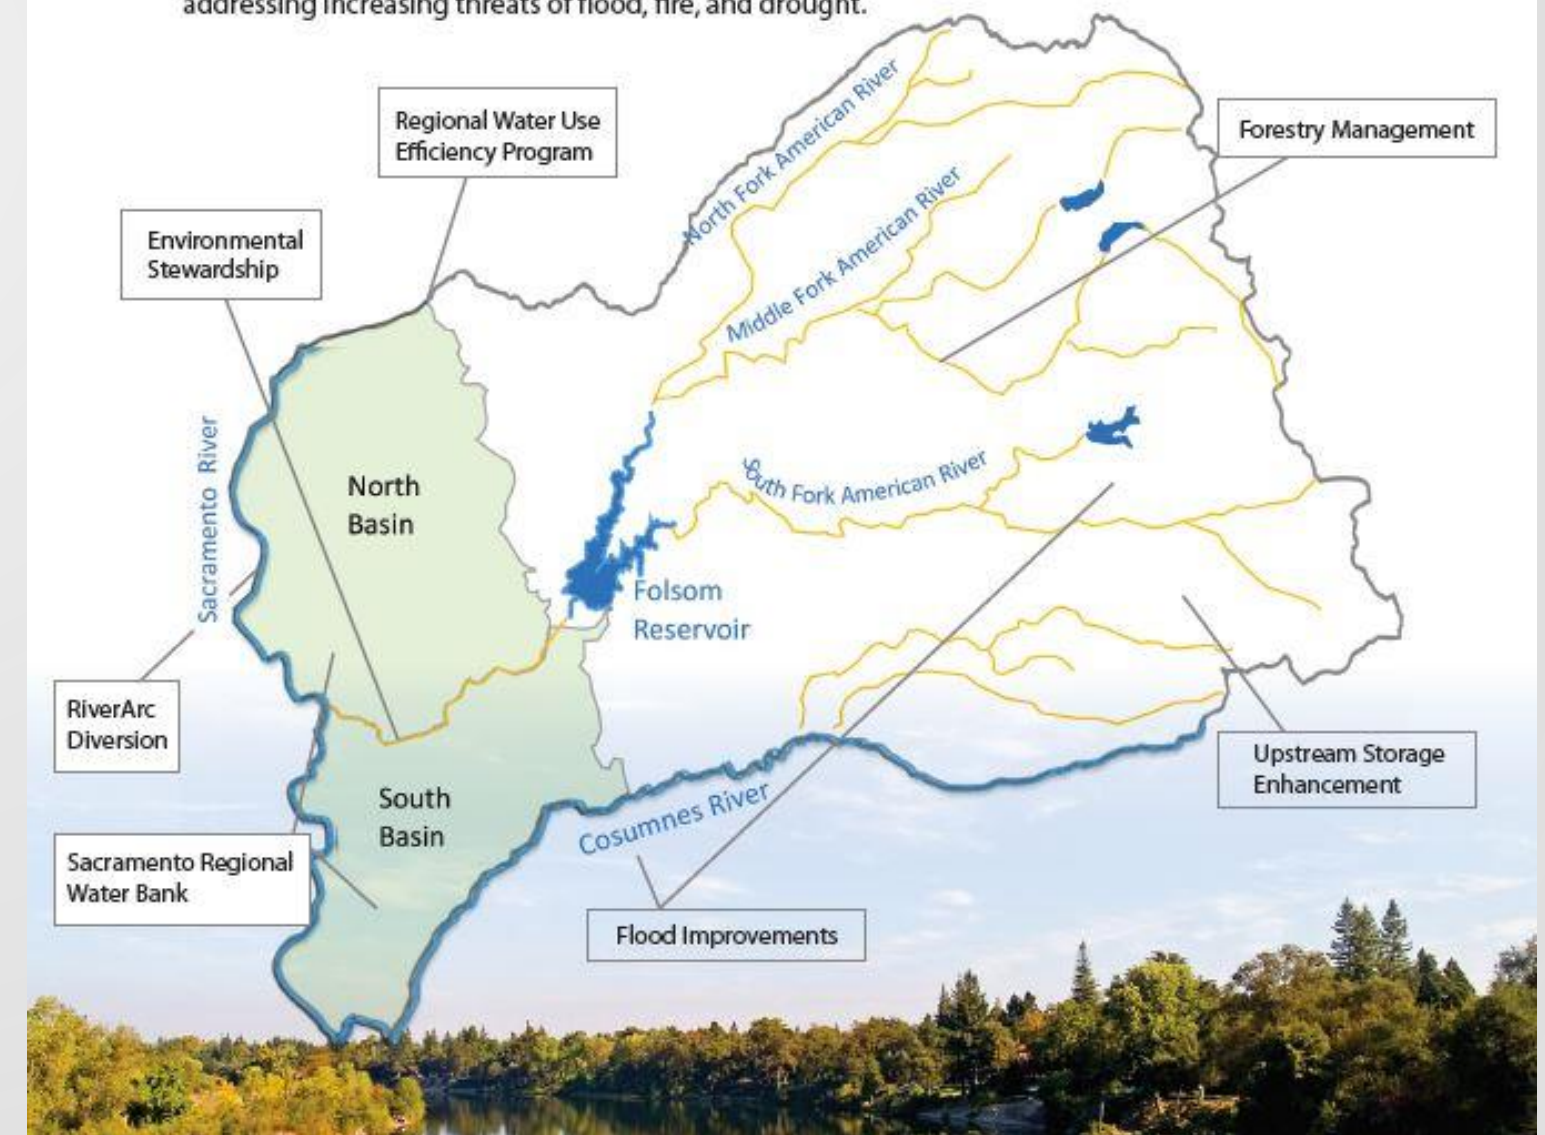 addressing increasing threats of flood, fire, and drought.
Regional Water Use
Efficiency Program
Forestry Management
North Fork American River
Environmental
Stewardship
Middle Fork American River
Sacramento River
North
Basin
South Fork American River
Folsom
Reservoir
RiverArc
Diversion
Upstream Storage
Enhancement
South
Basin
Cosumnes River
Sacramento Regional
Water Bank
Flood Improvements